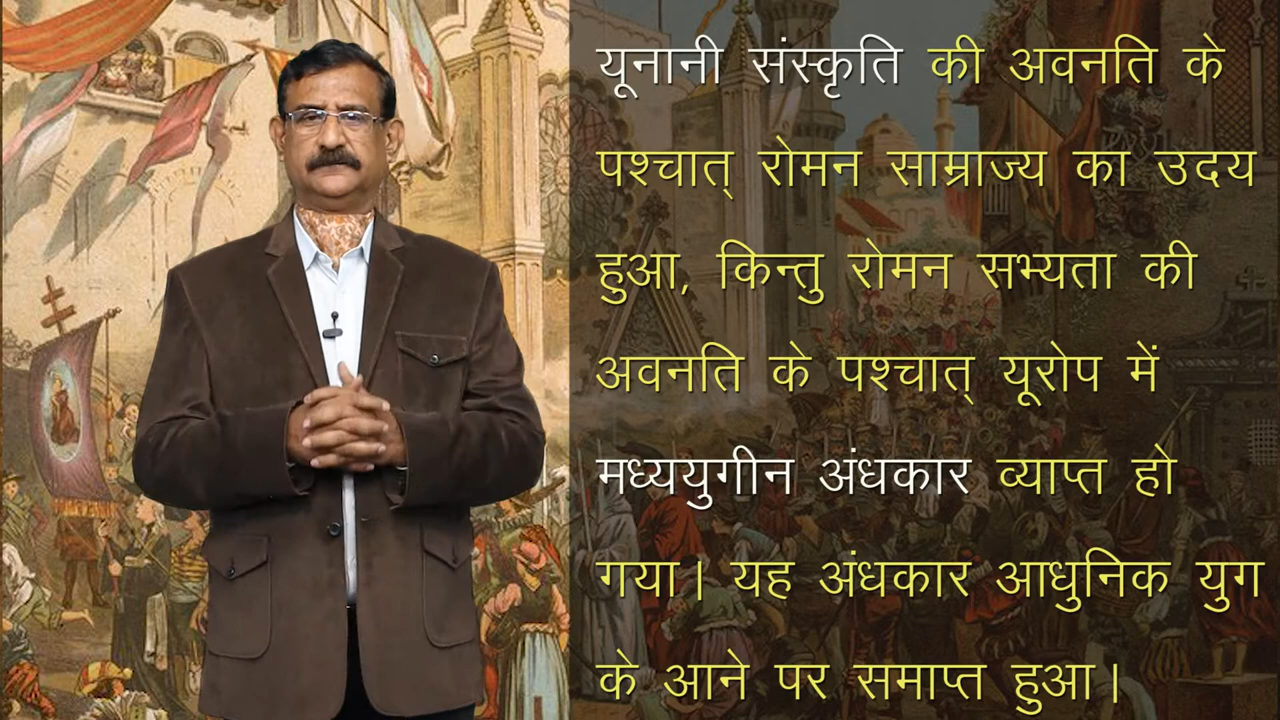 यूनानी संस्कृति की अवनति के
पश्चात् रोमन साम्राज्य का उदय
हुआ, किन्तु रोमन सभ्यता की
अवनति के पश्चात् यूरोप में
मध्ययुगीन अंधकार व्याप्त हो
गया। यह अंधकार आधुनिक युग
के आने पर समाप्त हुआ।